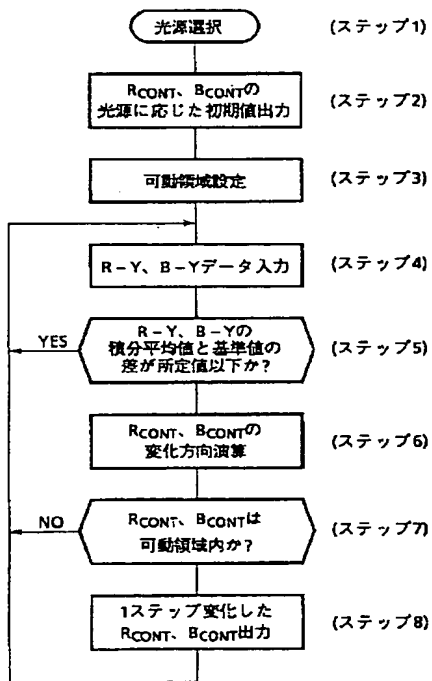 光源選択 (ステップ1)
RCONT、BCONTの
光源に応じた初期値出力 (ステップ2)
可動領域設定 (ステップ3)
R－Y、B－Yデータ入力 (ステップ4)
R－Y、B－Yの
積分平均値と基準値の
差が所定値以下か? (ステップ5)
YES
RCONT、BCONTの
変化方向演算 (ステップ6)
NO
RCONT、BCONTは
可動領域内か? (ステップ7)
1ステップ変化した
RCONT、BCONT出力 (ステップ8)